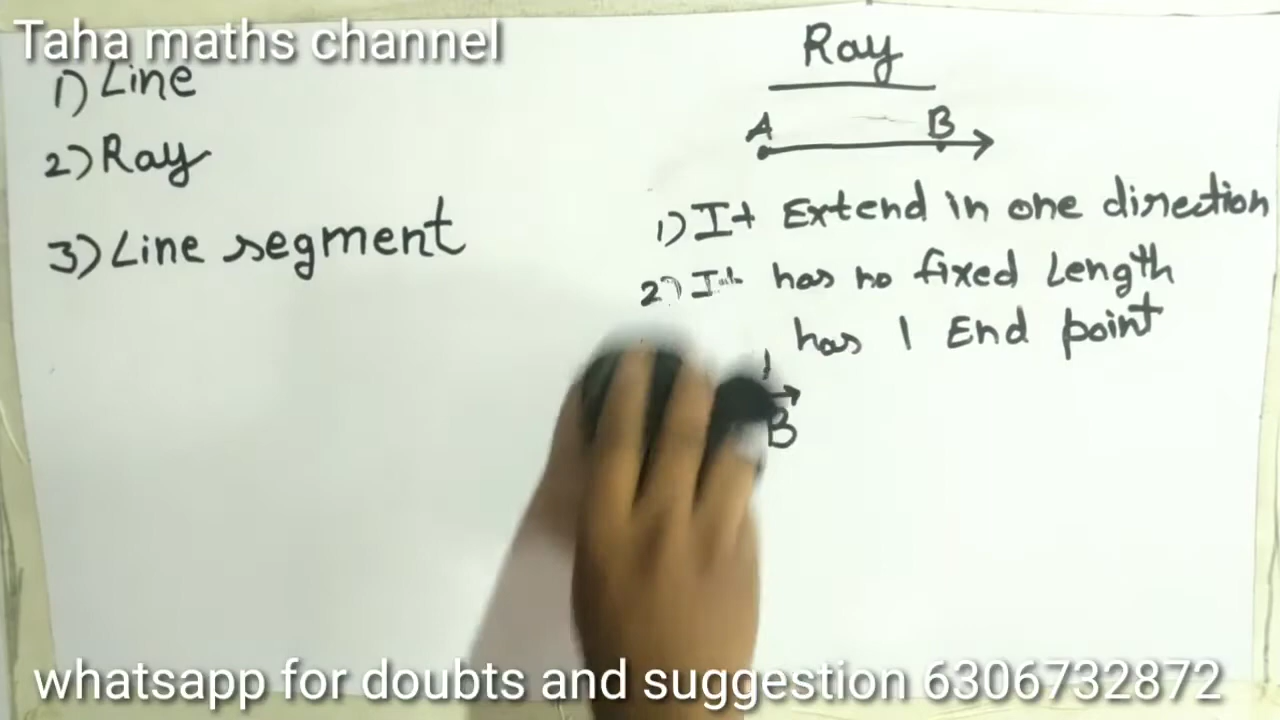 Taha maths channel
1) Line
2) Ray
3) Line segment
Ray
A B
1) It Extend in one direction
2) It has no fixed Length
has 1 End point
B
whatsapp for doubts and suggestion 6306732872